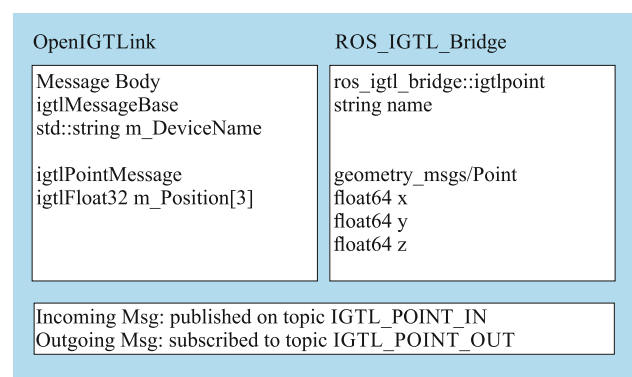 OpenIGTLink
ROS_IGTL_Bridge
Message Body
igtlMessageBase
std::string m_DeviceName
igtlPointMessage
igtlFloat32 m_Position[3]
ros_igtl_bridge::igtlpoint
string name
geometry_msgs/Point
float64 x
float64 y
float64 z
Incoming Msg: published on topic IGTL_POINT_IN
Outgoing Msg: subscribed to topic IGTL_POINT_OUT